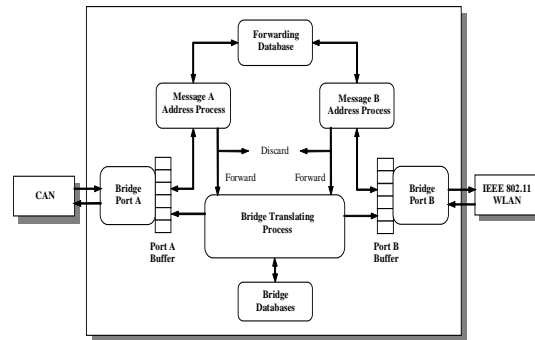 Forwarding
Database
Message A
Address Process
Message B
Address Process
Discard
Forward
Forward
CAN
Bridge
Port A
Bridge
Port B
IEEE 802.11
WLAN
Bridge Translating
Process
Port A
Buffer
Port B
Buffer
Bridge
Databases